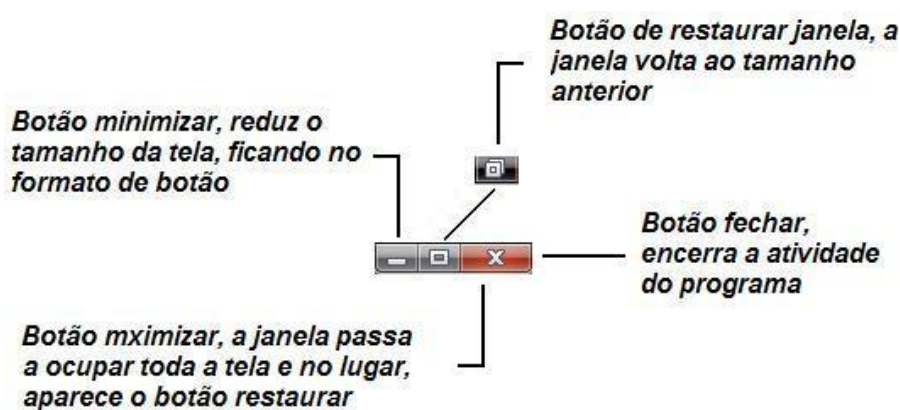 Botão de restaurar janela, a
janela volta ao tamanho
anterior
Botão minimizar, reduz o
tamanho da tela, ficando no
formato de botão
Botão fechar,
encerra a atividade
do programa
Botão mximizar, a janela passa
a ocupar toda a tela e no lugar,
aparece o botão restaurar